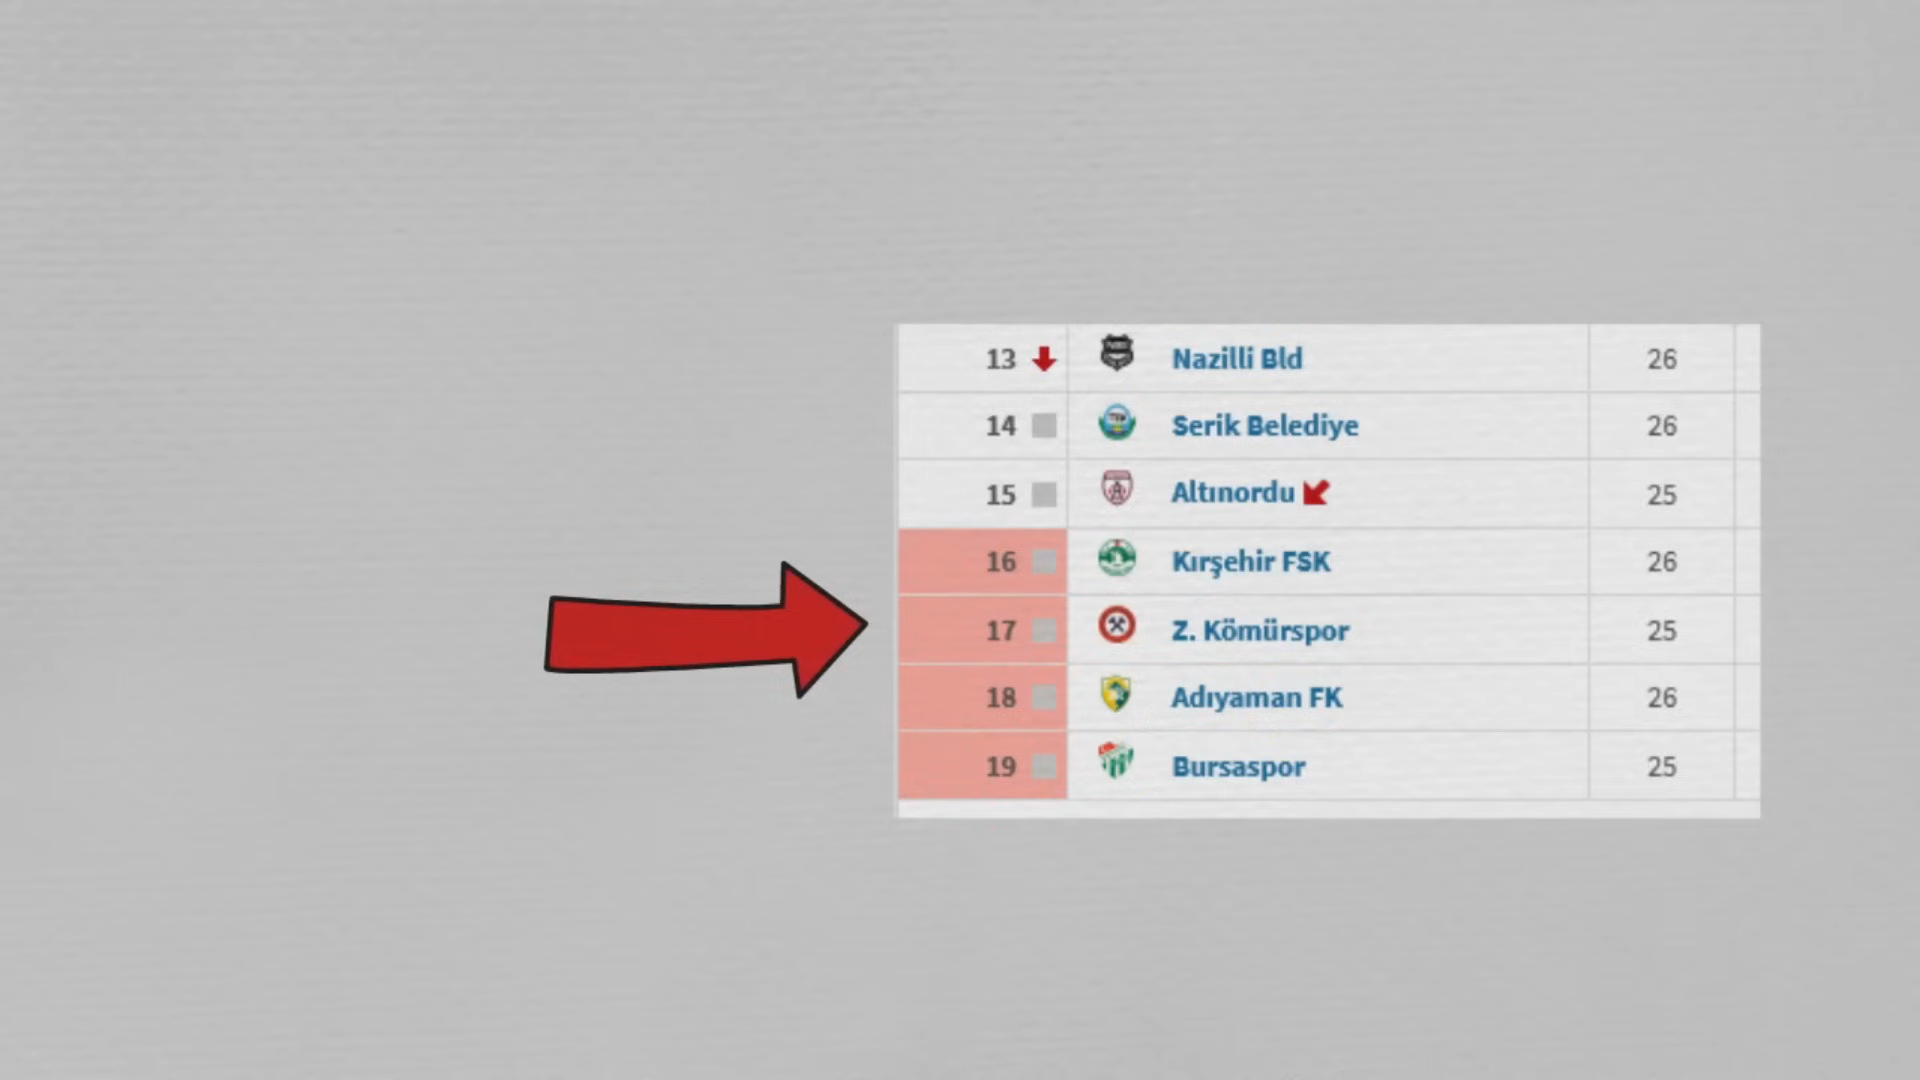 13 Nazilli Bld 26
14 Serik Belediye 26
15 Altınordu 25
16 Kırşehir FSK 26
17 Z. Kömürspor 25
18 Adıyaman FK 26
19 Bursaspor 25